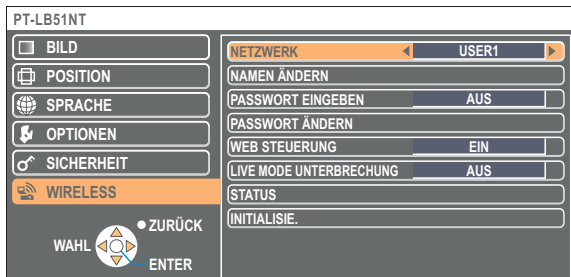 PT-LB51NT
BILD
POSITION
SPRACHE
OPTIONEN
SICHERHEIT
WIRELESS
ZURÜCK
WAHL
ENTER
NETZWERK USER1
NAMEN ÄNDERN
PASSWORT EINGEBEN AUS
PASSWORT ÄNDERN
WEB STEUERUNG EIN
LIVE MODE UNTERBRECHUNG AUS
STATUS
INITIALISIE.